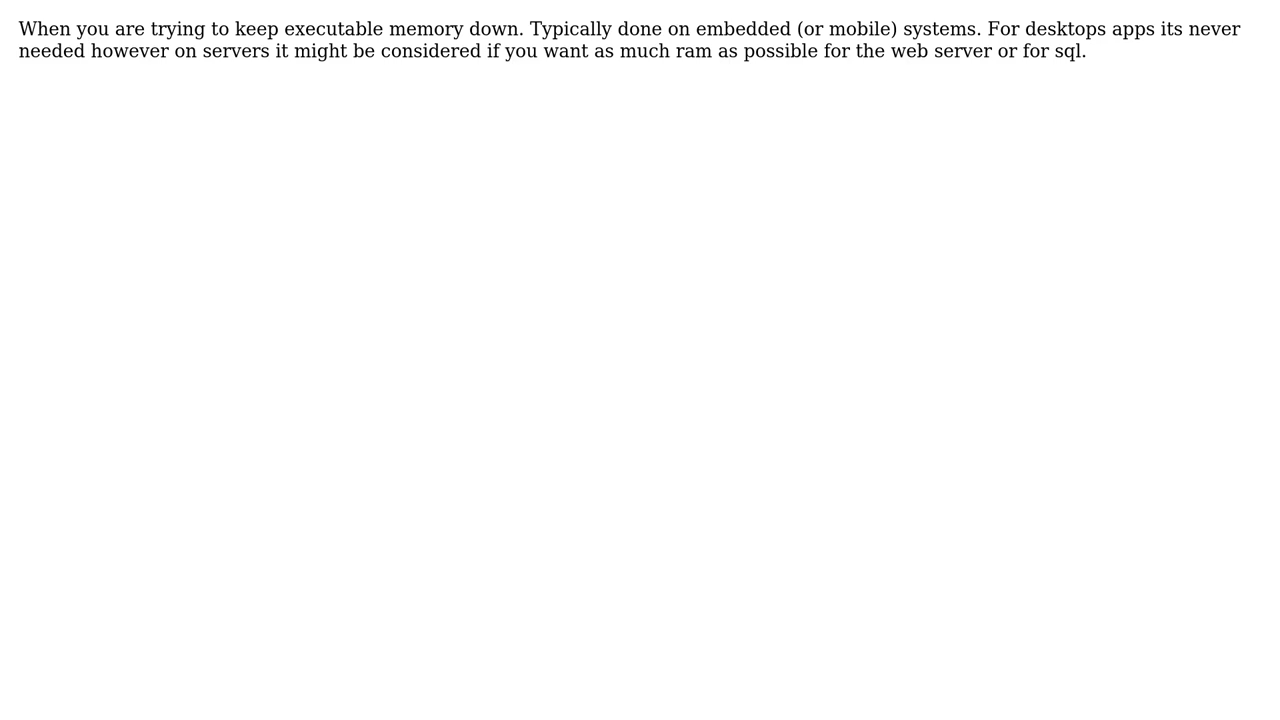 When you are trying to keep executable memory down. Typically done on embedded (or mobile) systems. For desktops apps its never
needed however on servers it might be considered if you want as much ram as possible for the web server or for sql.